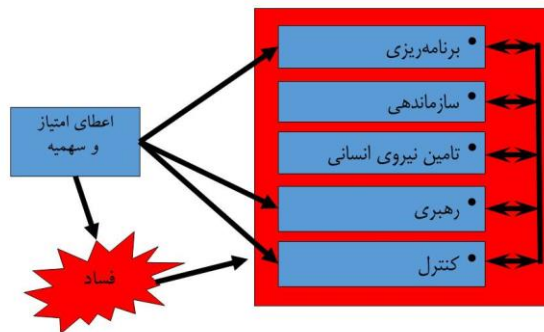 • برنامه‌ریزی
• سازماندهی
• تامین نیروی انسانی
• رهبری
• کنترل
اعطای امتیاز
و سهمیه
فساد